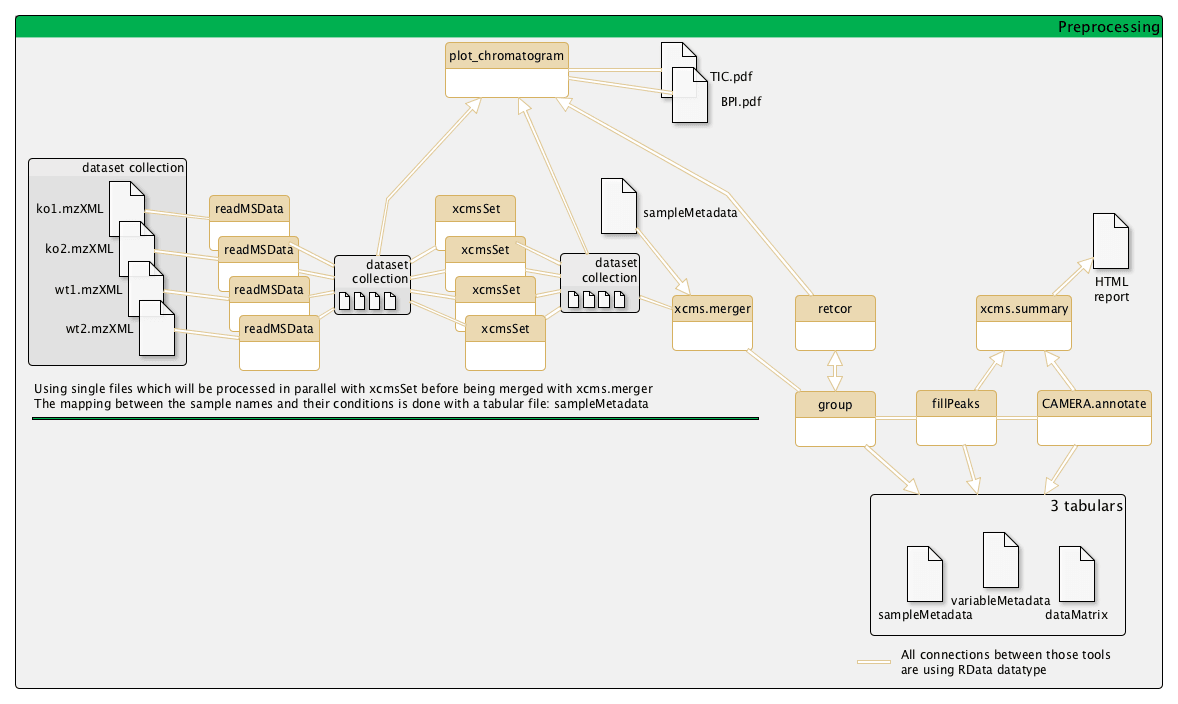 Preprocessing
plot_chromatogram
TIC.pdf
BPI.pdf
dataset collection
ko1.mzXML
ko2.mzXML
wt1.mzXML
wt2.mzXML
readMSData
readMSData
readMSData
readMSData
dataset
collection
xcmsSet
xcmsSet
xcmsSet
xcmsSet
dataset
collection
sampleMetadata
xcms.merger
retcor
xcms.summary
HTML
report
Using single files which will be processed in parallel with xcmsSet before being merged with xcms.merger
The mapping between the sample names and their conditions is done with a tabular file: sampleMetadata
group
fillPeaks
CAMERA.annotate
3 tabulars
sampleMetadata
variableMetadata
dataMatrix
All connections between those tools
are using RData datatype